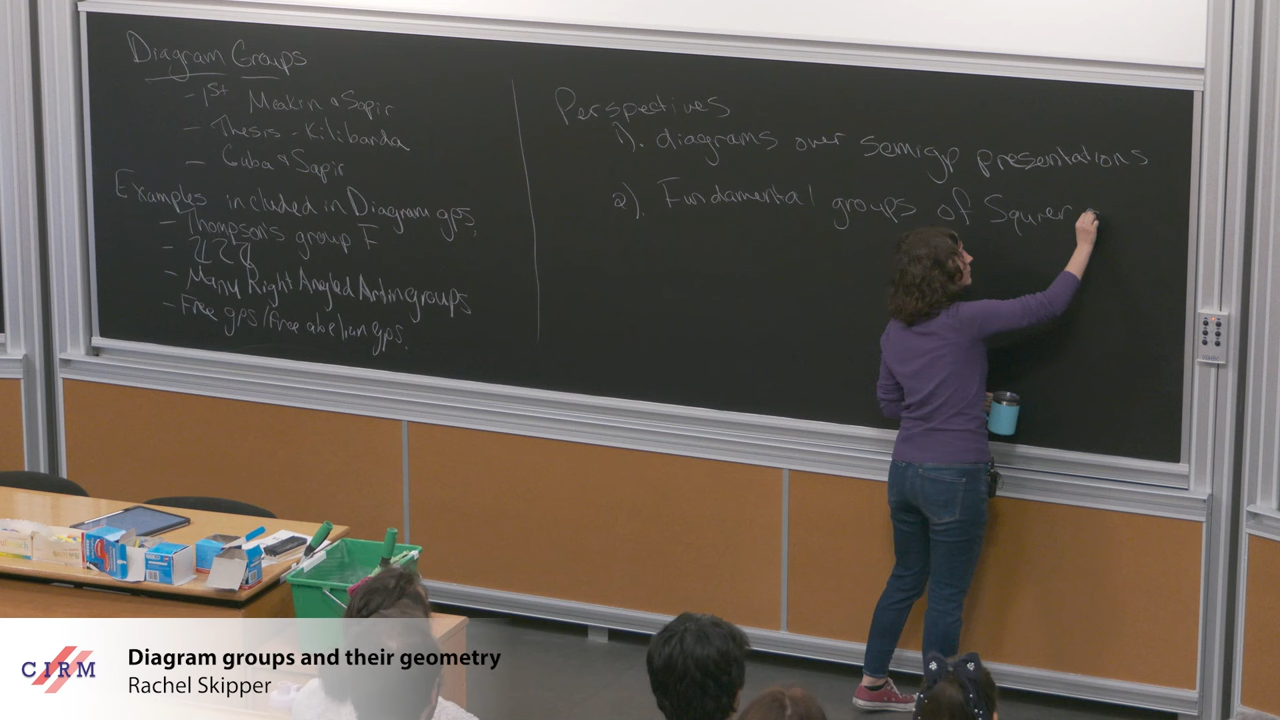 Diagram Groups
- 1st Meakin & Sapir
- Thesis - Kilibarda
- Guba & Sapir
Examples included in Diagram gps,
- Thompson's group F
- ℤ≀ℤ
- Many Right Angled Artin groups
- Free gps/free abelian gps.
Perspectives
1). diagrams over semigp presentations
2). Fundamental groups of Squier
CIRM
Diagram groups and their geometry
Rachel Skipper